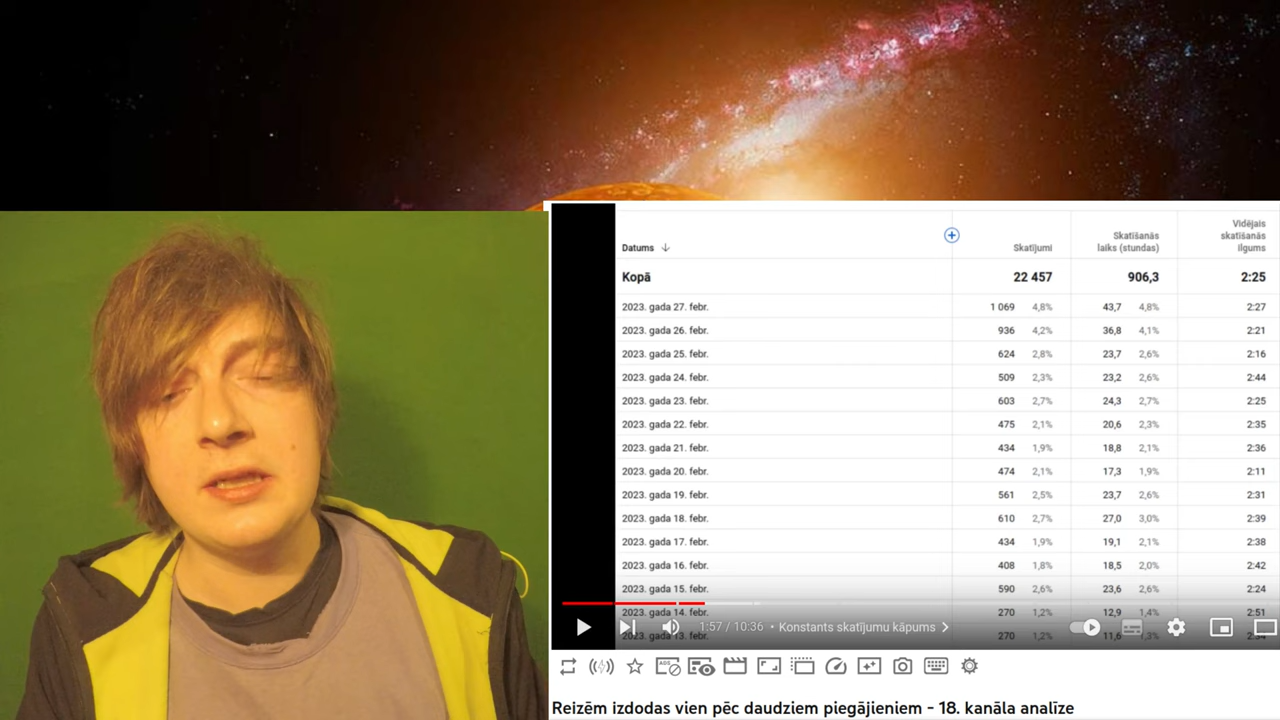 Datums ↓ Skatījumi Skatīšanās laiks (stundas) Vidējais skatīšanās ilgums
Kopā 22 457 906,3 2:25
2023. gada 27. febr. 1 069 4,8% 43,7 4,8% 2:27
2023. gada 26. febr. 936 4,2% 36,8 4,1% 2:21
2023. gada 25. febr. 624 2,8% 23,7 2,6% 2:16
2023. gada 24. febr. 509 2,3% 23,2 2,6% 2:44
2023. gada 23. febr. 603 2,7% 24,3 2,7% 2:25
2023. gada 22. febr. 475 2,1% 20,6 2,3% 2:35
2023. gada 21. febr. 434 1,9% 18,8 2,1% 2:36
2023. gada 20. febr. 474 2,1% 17,3 1,9% 2:11
2023. gada 19. febr. 561 2,5% 23,7 2,6% 2:31
2023. gada 18. febr. 610 2,7% 27,0 3,0% 2:39
2023. gada 17. febr. 434 1,9% 19,1 2,1% 2:38
2023. gada 16. febr. 408 1,8% 18,5 2,0% 2:42
2023. gada 15. febr. 590 2,6% 23,6 2,6% 2:24
2023. gada 14. febr. 270 1,2% 12,9 1,4% 2:51
1:57 / 10:36 • Konstants skatījumu kāpums
2023. gada 13. febr. 270 1,2% 11,6
Reizēm izdodas vien pēc daudziem piegājieniem - 18. kanāla analīze